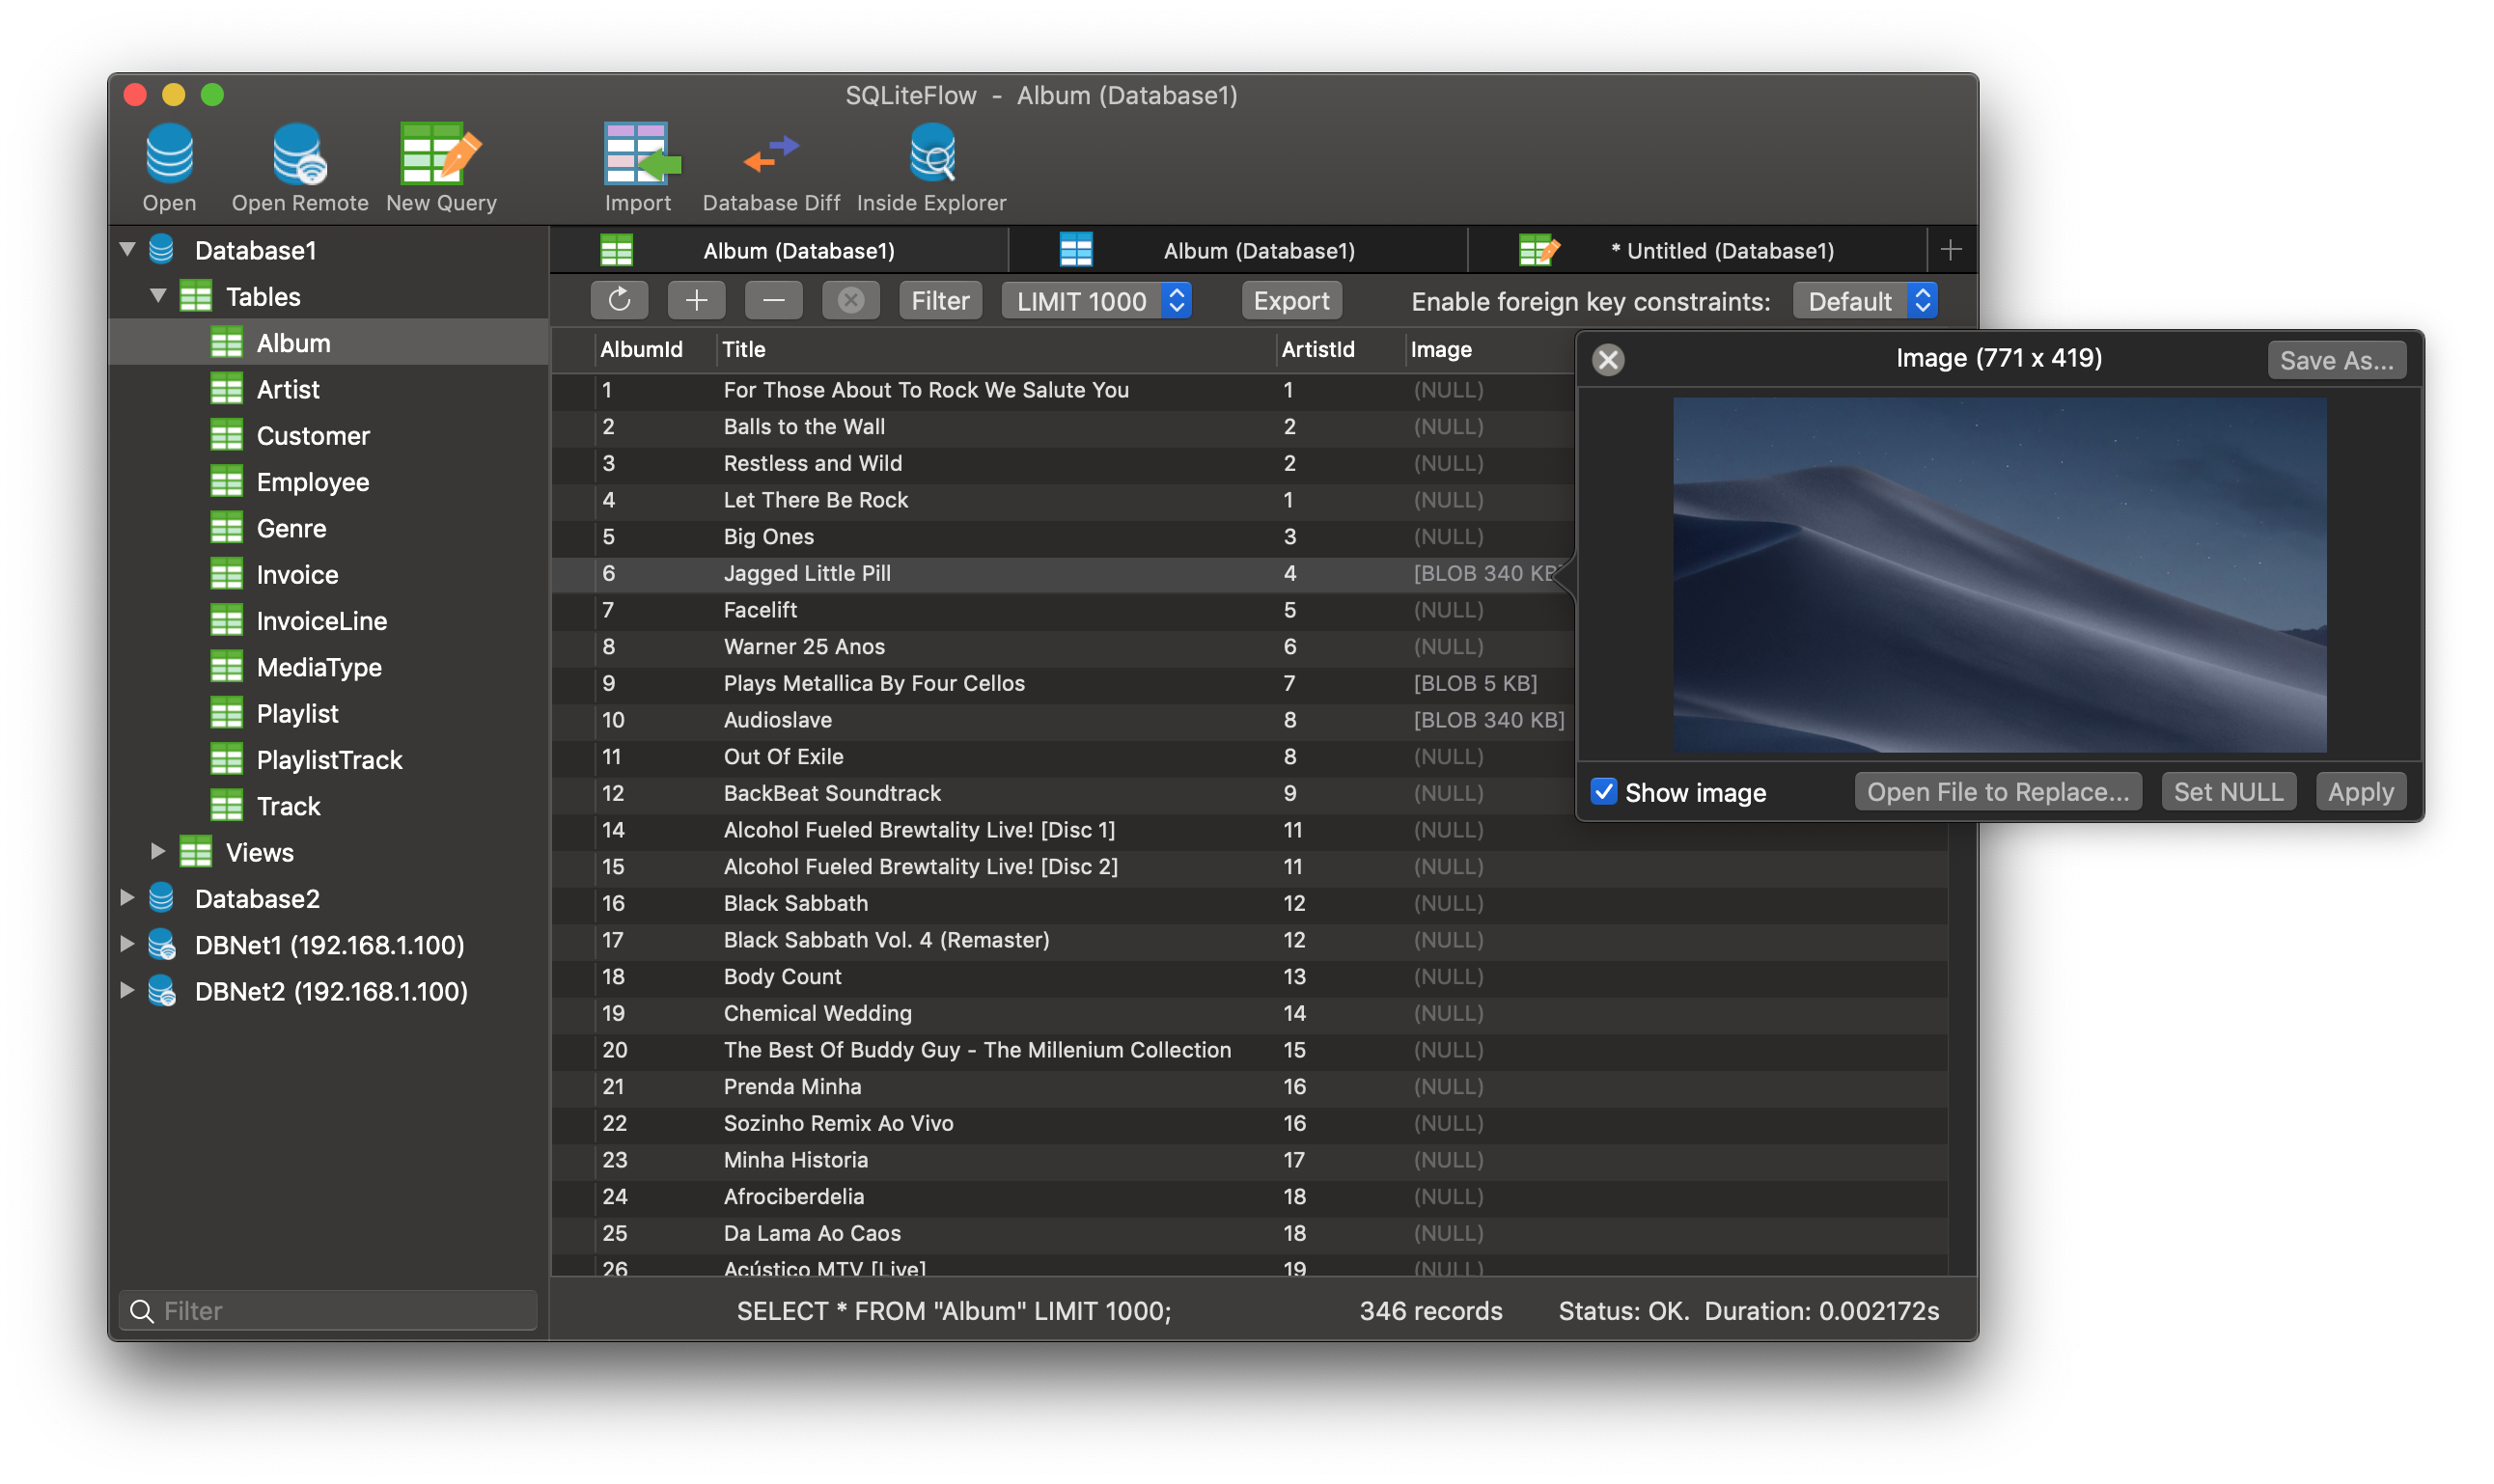 SQLiteFlow - Album (Database1)
Open Open Remote New Query Import Database Diff Inside Explorer
Database1
Tables
Album
Artist
Customer
Employee
Genre
Invoice
InvoiceLine
MediaType
Playlist
PlaylistTrack
Track
Views
Database2
DBNet1 (192.168.1.100)
DBNet2 (192.168.1.100)
Filter
Album (Database1) Album (Database1) * Untitled (Database1)
Filter LIMIT 1000 Export Enable foreign key constraints: Default
AlbumId Title ArtistId Image
1 For Those About To Rock We Salute You 1 (NULL)
2 Balls to the Wall 2 (NULL)
3 Restless and Wild 2 (NULL)
4 Let There Be Rock 1 (NULL)
5 Big Ones 3 (NULL)
6 Jagged Little Pill 4 [BLOB 340 KB]
7 Facelift 5 (NULL)
8 Warner 25 Anos 6 (NULL)
9 Plays Metallica By Four Cellos 7 [BLOB 5 KB]
10 Audioslave 8 [BLOB 340 KB]
11 Out Of Exile 8 (NULL)
12 BackBeat Soundtrack 9 (NULL)
14 Alcohol Fueled Brewtality Live! [Disc 1] 11 (NULL)
15 Alcohol Fueled Brewtality Live! [Disc 2] 11 (NULL)
16 Black Sabbath 12 (NULL)
17 Black Sabbath Vol. 4 (Remaster) 12 (NULL)
18 Body Count 13 (NULL)
19 Chemical Wedding 14 (NULL)
20 The Best Of Buddy Guy - The Millenium Collection 15 (NULL)
21 Prenda Minha 16 (NULL)
22 Sozinho Remix Ao Vivo 16 (NULL)
23 Minha Historia 17 (NULL)
24 Afrociberdelia 18 (NULL)
25 Da Lama Ao Caos 18 (NULL)
26 Acústico MTV [Live] 19 (NULL)
Image (771 x 419) Save As...
Show image Open File to Replace... Set NULL Apply
SELECT * FROM "Album" LIMIT 1000; 346 records Status: OK. Duration: 0.002172s